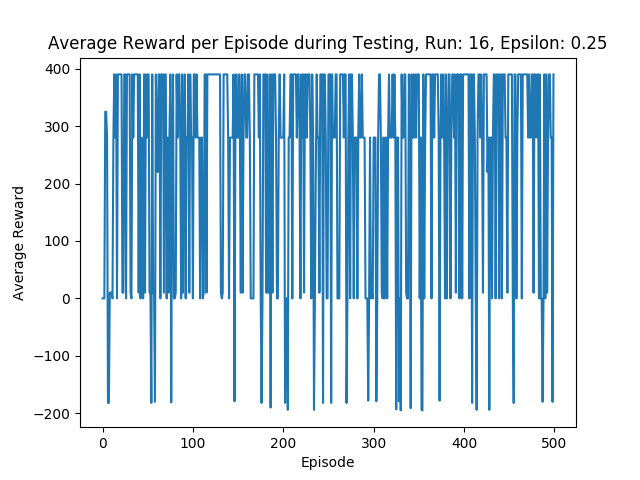 Average Reward per Episode during Testing, Run: 16, Epsilon: 0.25
400
300
200
100
0
−100
−200
Average Reward
0 100 200 300 400 500
Episode